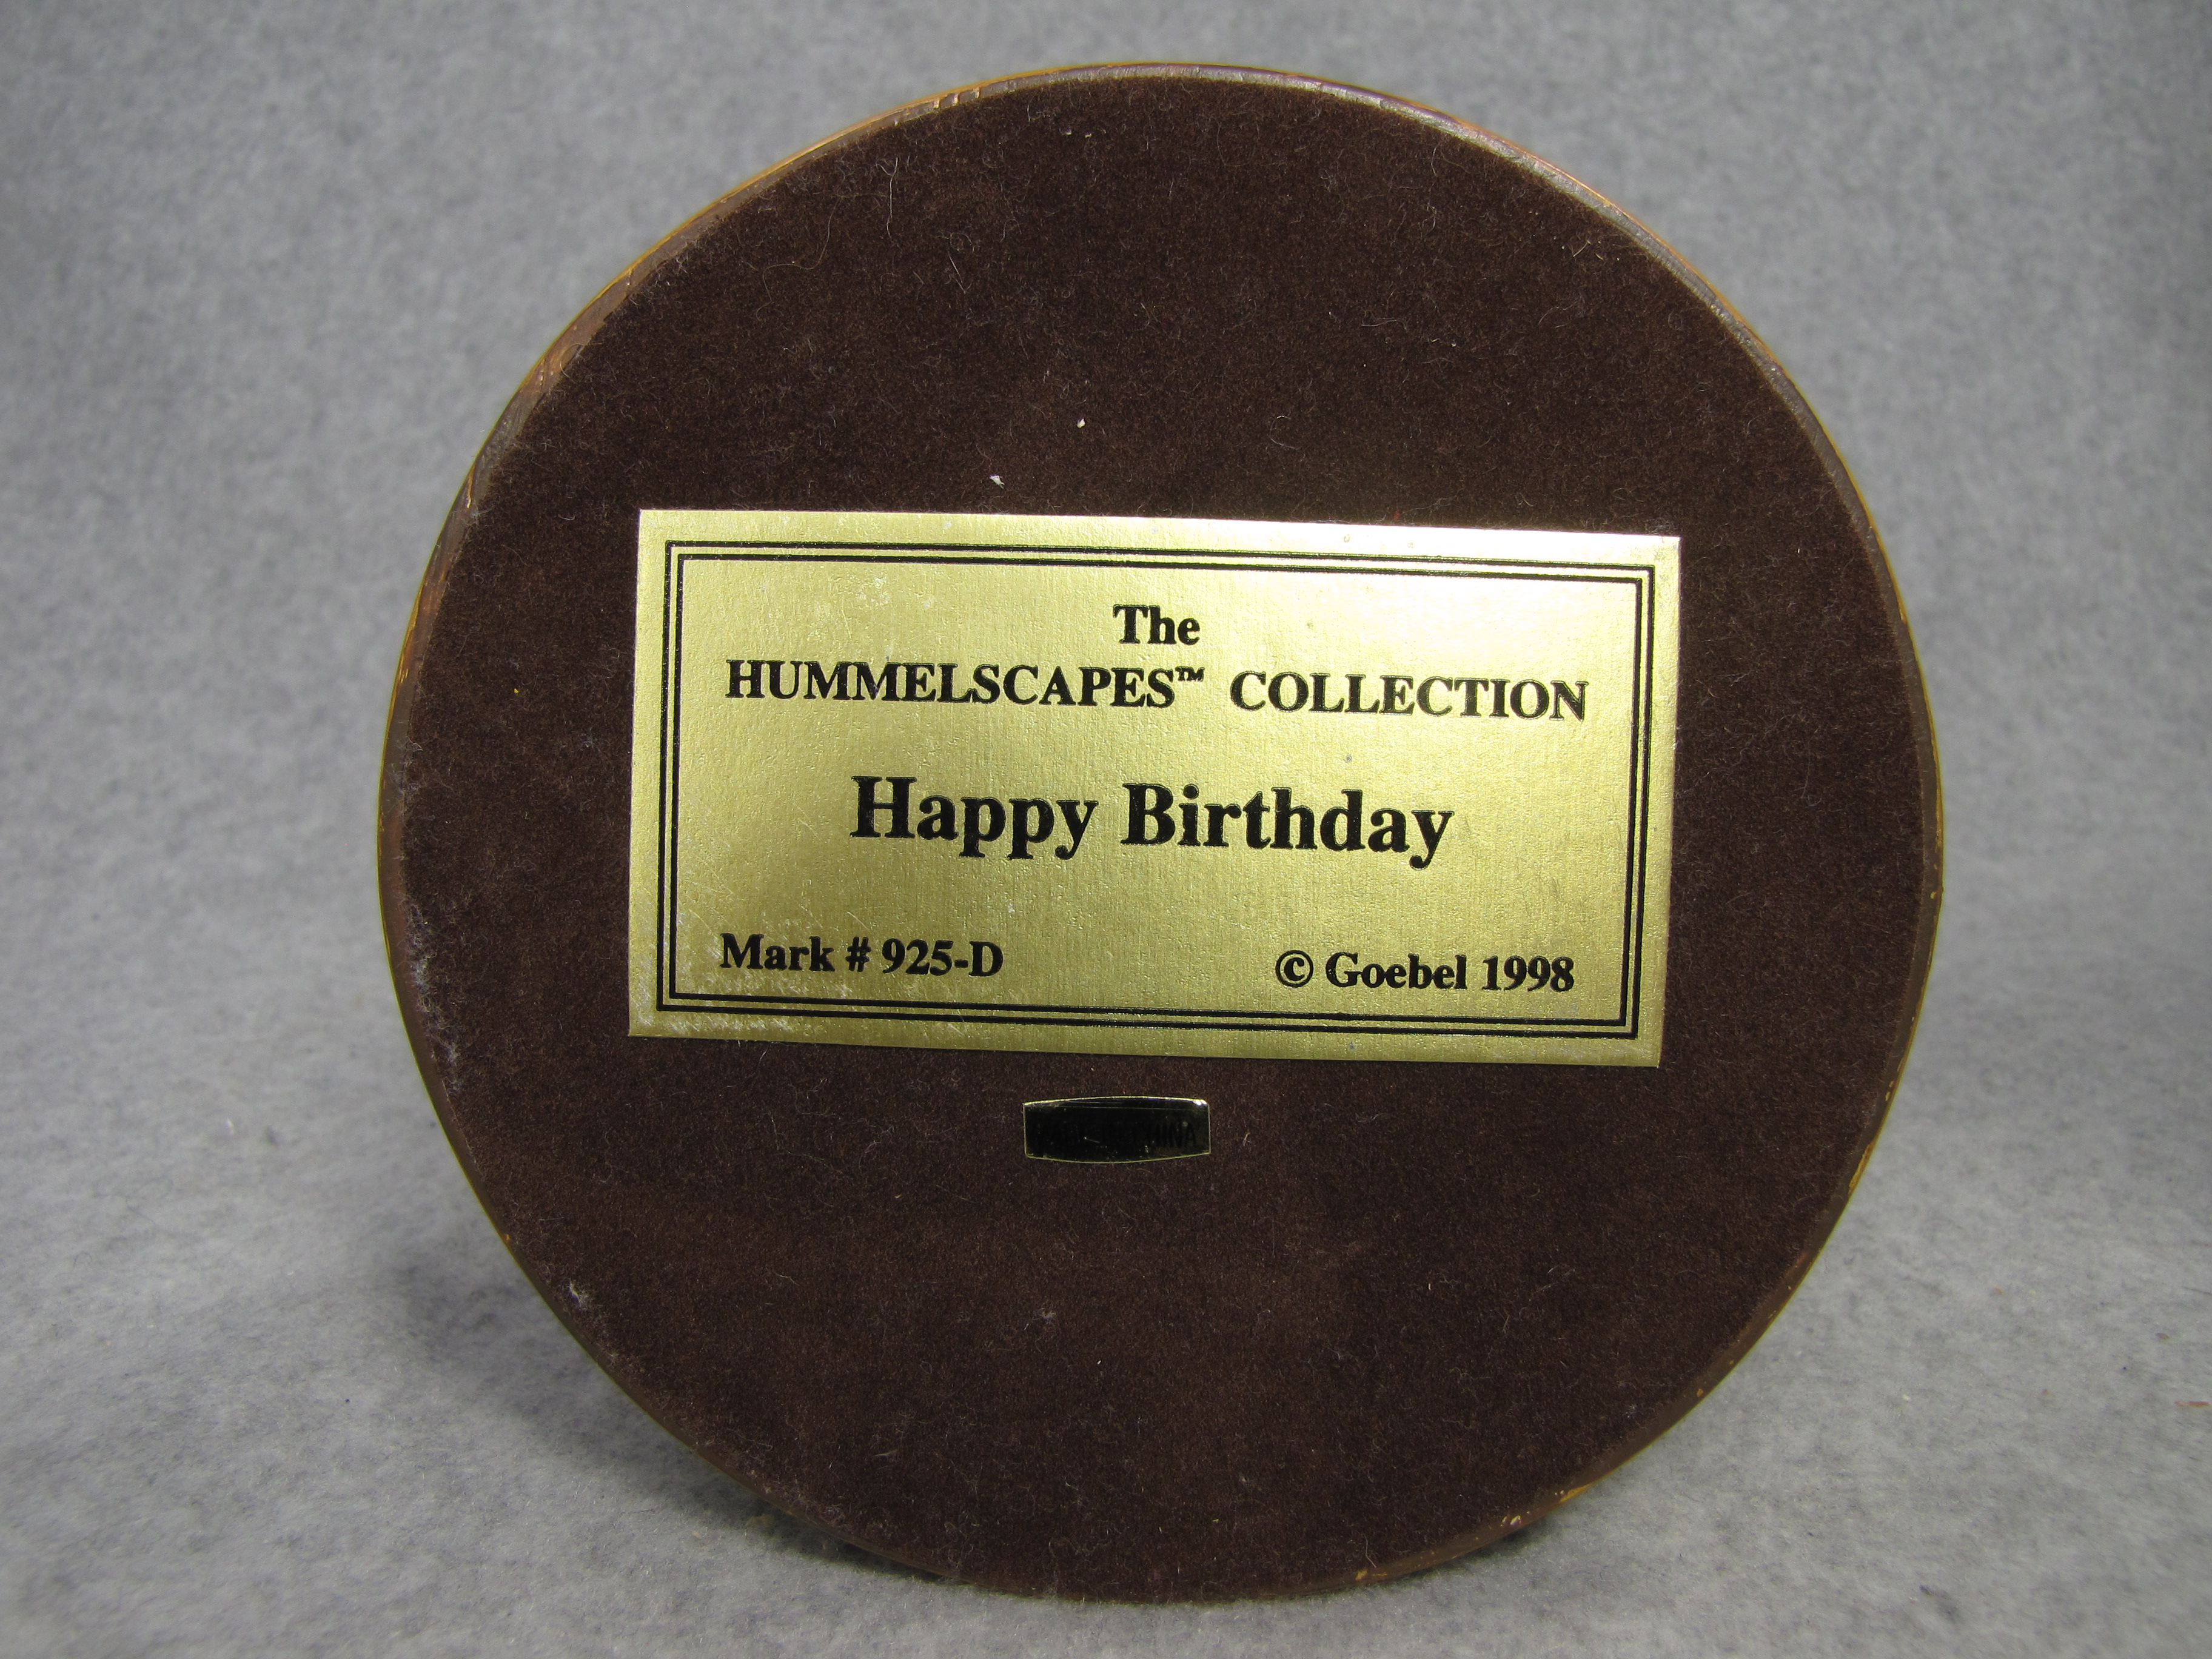 The
HUMMELSCAPES™ COLLECTION
Happy Birthday
Mark # 925-D
© Goebel 1998